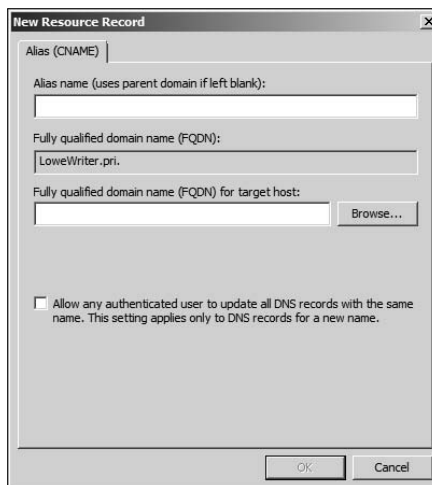 New Resource Record
Alias (CNAME)
Alias name (uses parent domain if left blank):
Fully qualified domain name (FQDN):
LoweWriter.pri.
Fully qualified domain name (FQDN) for target host:
Browse...
Allow any authenticated user to update all DNS records with the same
name. This setting applies only to DNS records for a new name.
OK
Cancel